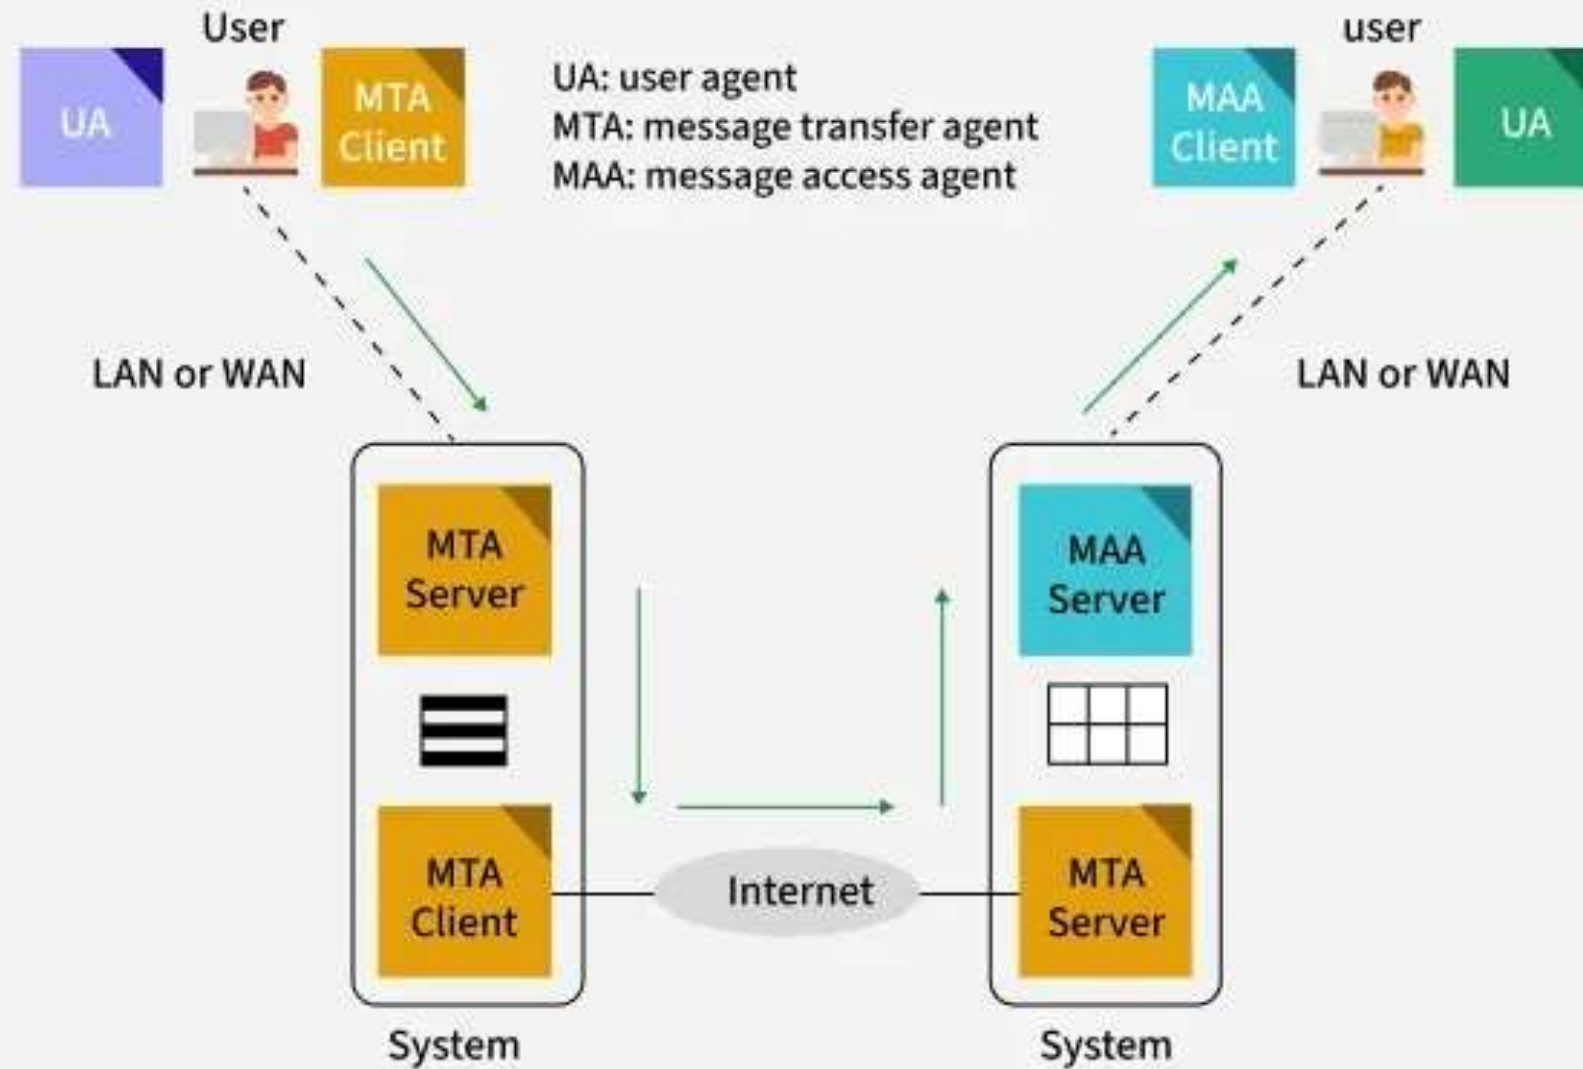 User
user
UA
MTA
Client
UA: user agent
MTA: message transfer agent
MAA: message access agent
MAA
Client
UA
LAN or WAN
LAN or WAN
MTA
Server
MAA
Server
MTA
Client
Internet
MTA
Server
System
System